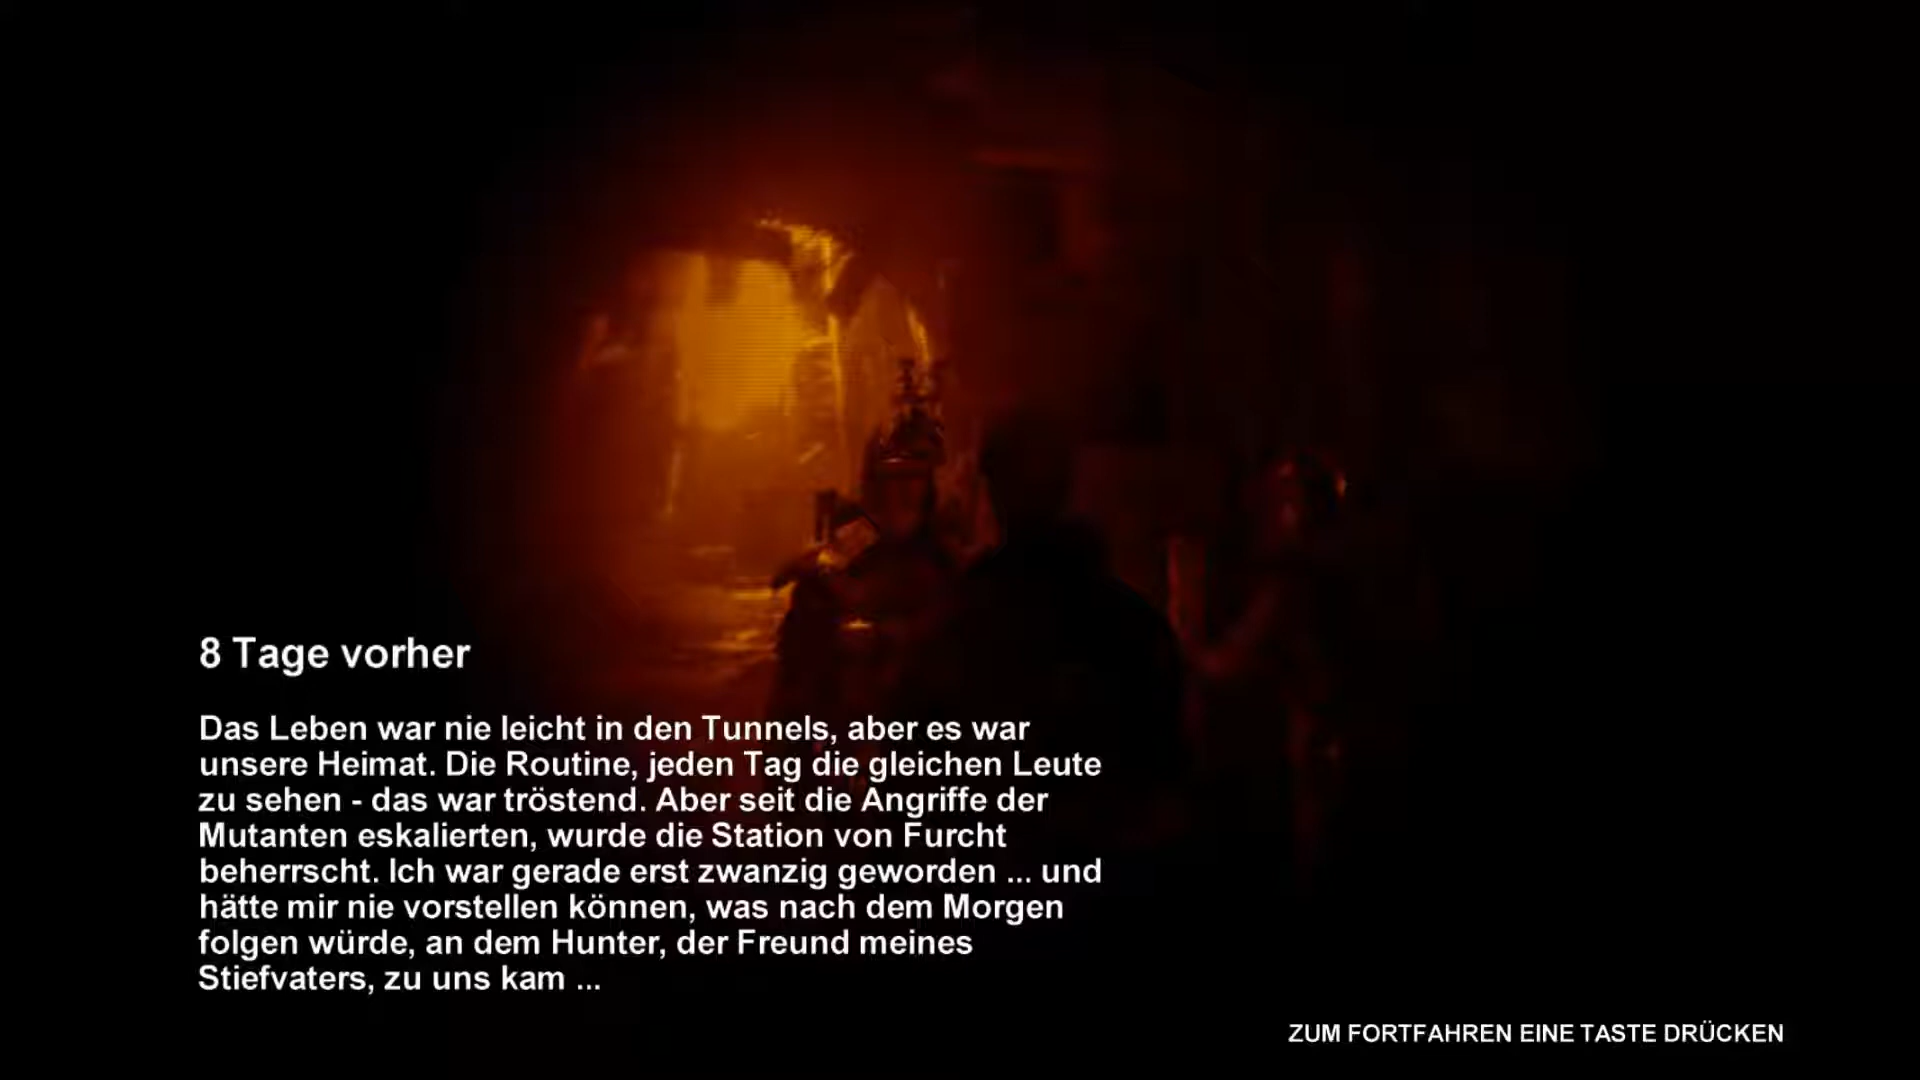 8 Tage vorher
Das Leben war nie leicht in den Tunnels, aber es war
unsere Heimat. Die Routine, jeden Tag die gleichen Leute
zu sehen - das war tröstend. Aber seit die Angriffe der
Mutanten eskalierten, wurde die Station von Furcht
beherrscht. Ich war gerade erst zwanzig geworden ... und
hätte mir nie vorstellen können, was nach dem Morgen
folgen würde, an dem Hunter, der Freund meines
Stiefvaters, zu uns kam ...
ZUM FORTFAHREN EINE TASTE DRÜCKEN